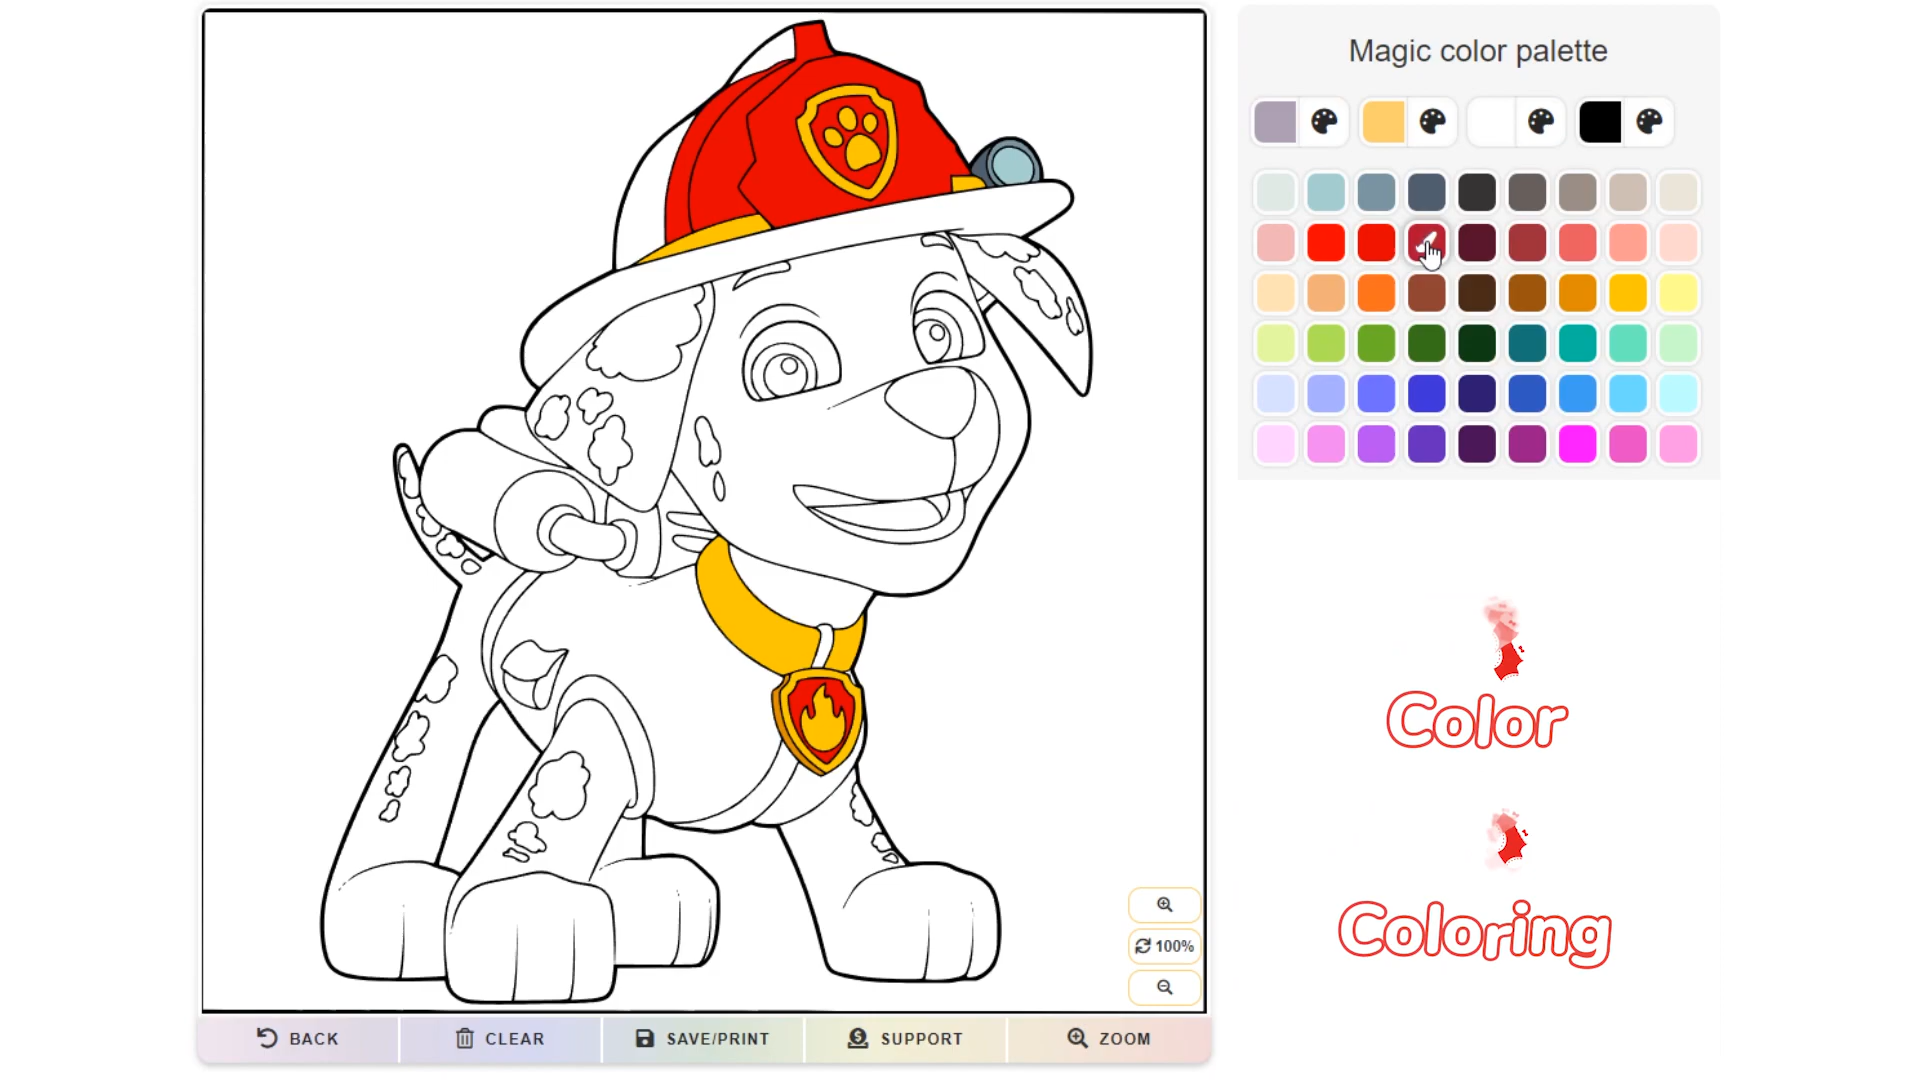 Magic color palette
Color
Coloring
100%
BACK
CLEAR
SAVE/PRINT
SUPPORT
ZOOM